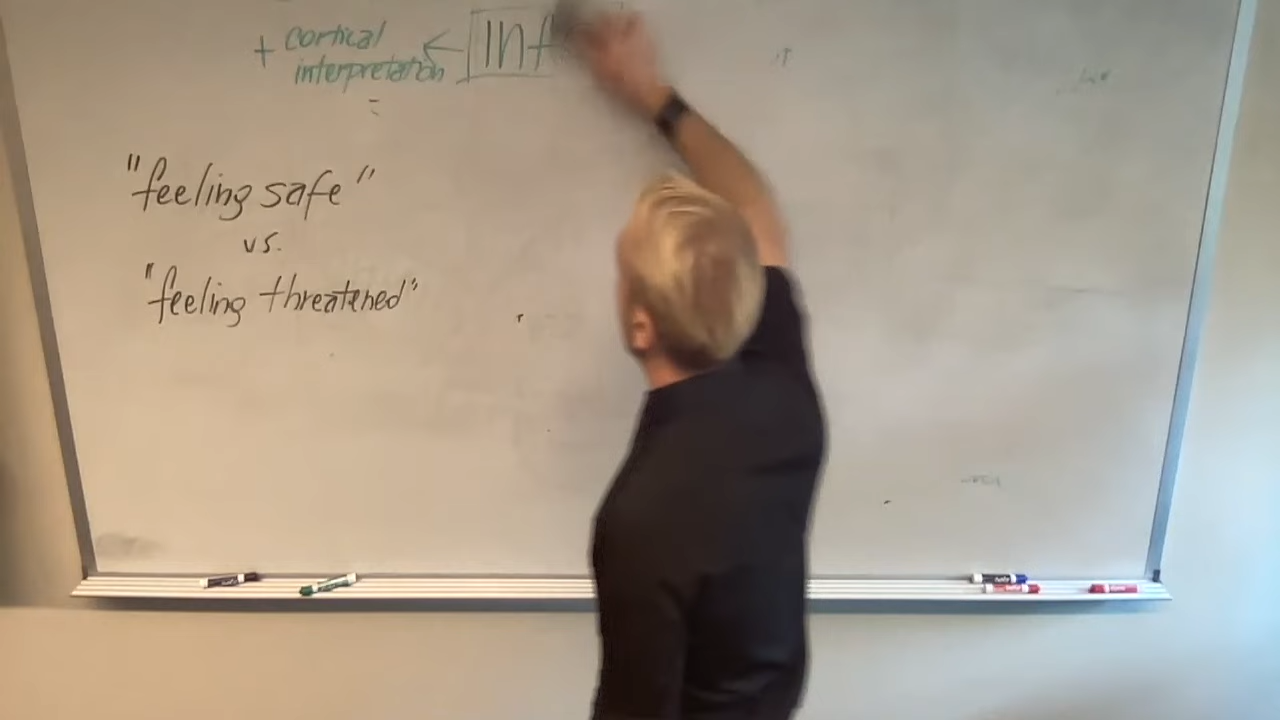 + cortical ←
interpretation
=
"feeling safe"
vs.
"feeling threatened"